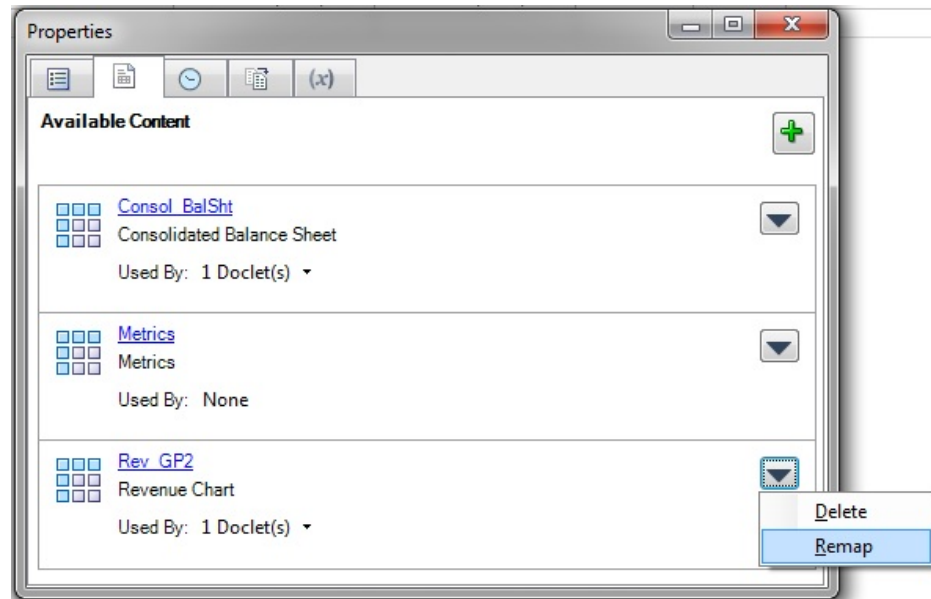 Properties
(x)
Available Content
Consol_BalSht
Consolidated Balance Sheet
Used By: 1 Doclet(s)
Metrics
Metrics
Used By: None
Rev_GP2
Revenue Chart
Used By: 1 Doclet(s)
Delete
Remap